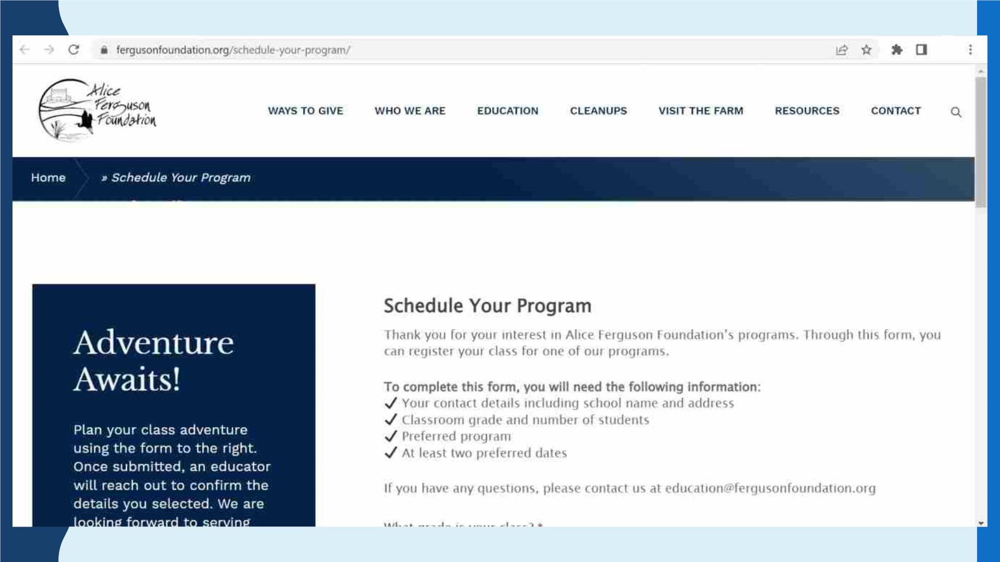 fergusonfoundation.org/schedule-your-program/
Alice
Ferguson
Foundation
WAYS TO GIVE
WHO WE ARE
EDUCATION
CLEANUPS
VISIT THE FARM
RESOURCES
CONTACT
Home
» Schedule Your Program
Adventure
Awaits!
Plan your class adventure
using the form to the right.
Once submitted, an educator
will reach out to confirm the
details you selected. We are
looking forward to serving
Schedule Your Program
Thank you for your interest in Alice Ferguson Foundation's programs. Through this form, you
can register your class for one of our programs.
To complete this form, you will need the following information:
✓ Your contact details including school name and address
✓ Classroom grade and number of students
✓ Preferred program
✓ At least two preferred dates
If you have any questions, please contact us at education@fergusonfoundation.org
What grade is your class? *